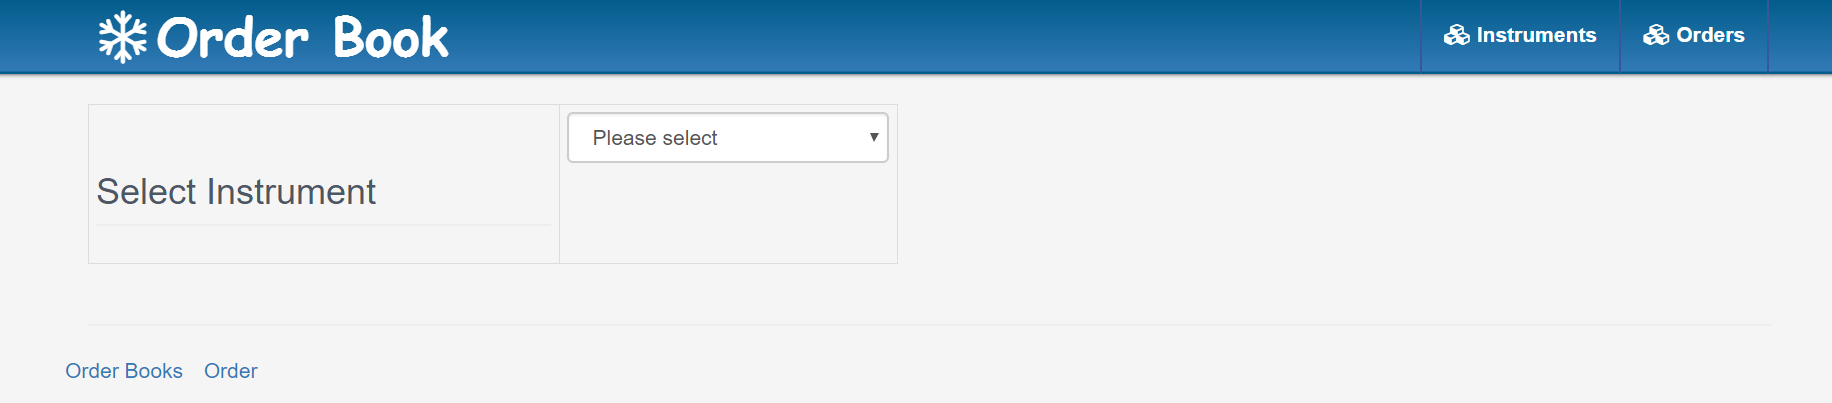 Order Book
Instruments
Orders
Select Instrument
Please select
Order Books
Order